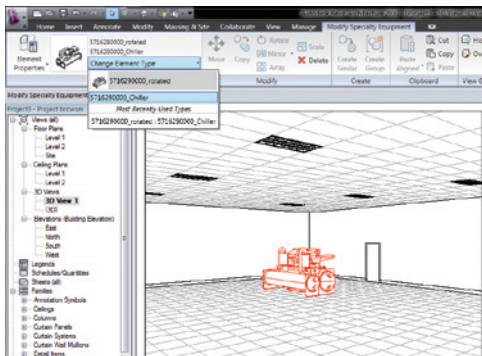 Home Insert Annotate Modify Massing & Site Collaborate View Manage Modify Specialty Equipment
Element Properties
5716290000_rotated
5716290000_Chiller
Change Element Type
5716290000_rotated
5716290000_Chiller
Most Recently Used Types
5716290000_rotated : 5716290000_Chiller
Move Copy
Rotate
Mirror
Array
Scale
Delete
Modify
Create Similar
Create Group
Create
Paste Aligned
Cut
Copy
Paste
Clipboard
View
Modify Specialty Equipment
Project5 - Project browser
Views (all)
Floor Plans
Level 1
Level 2
Site
Ceiling Plans
Level 1
Level 2
3D Views
3D View 1
{3D}
Elevations (Building Elevation)
East
North
South
West
Legends
Schedules/Quantities
Sheets (all)
Families
Annotation Symbols
Ceilings
Columns
Curtain Panels
Curtain Systems
Curtain Wall Mullions
Detail Items